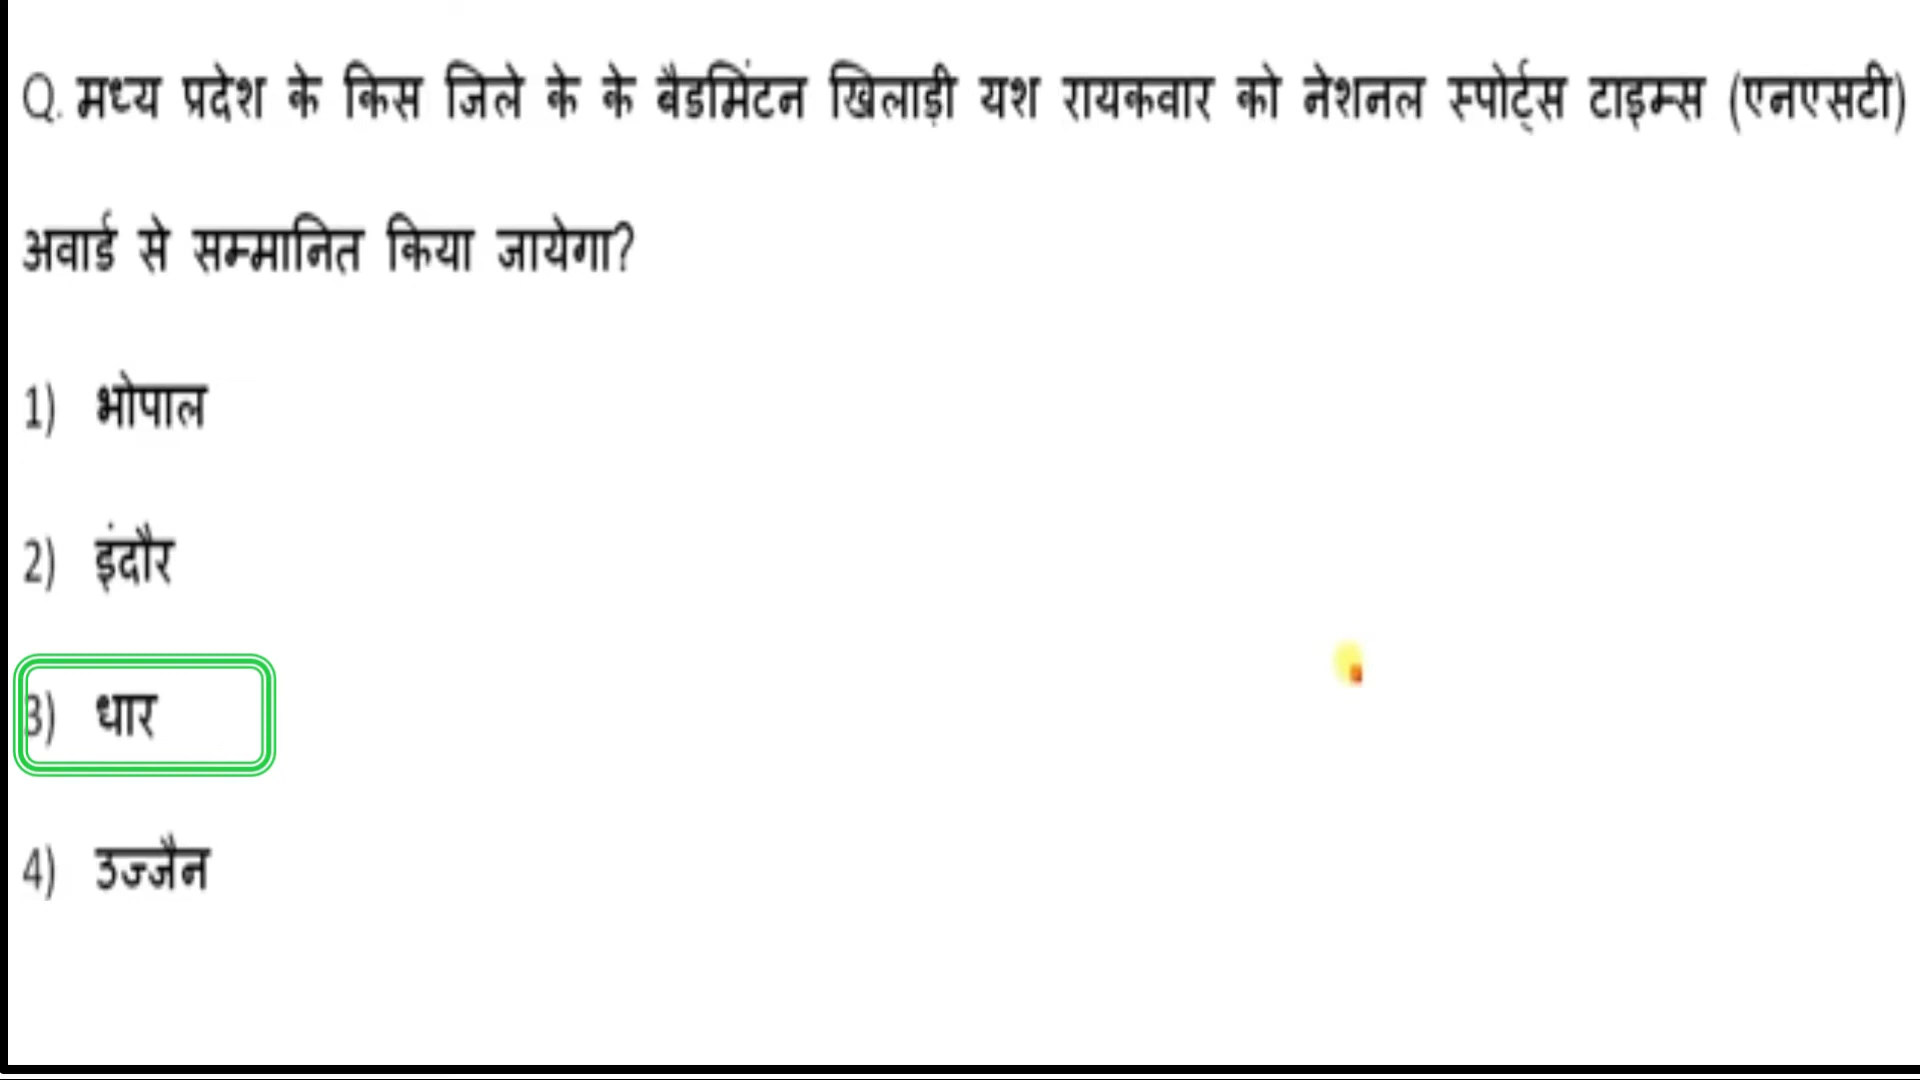 Q. मध्य प्रदेश के किस जिले के के बैडमिंटन खिलाड़ी यश रायकवार को नेशनल स्पोर्ट्स टाइम्स (एनएसटी)
अवार्ड से सम्मानित किया जायेगा?
1) भोपाल
2) इंदौर
3) धार
4) उज्जैन